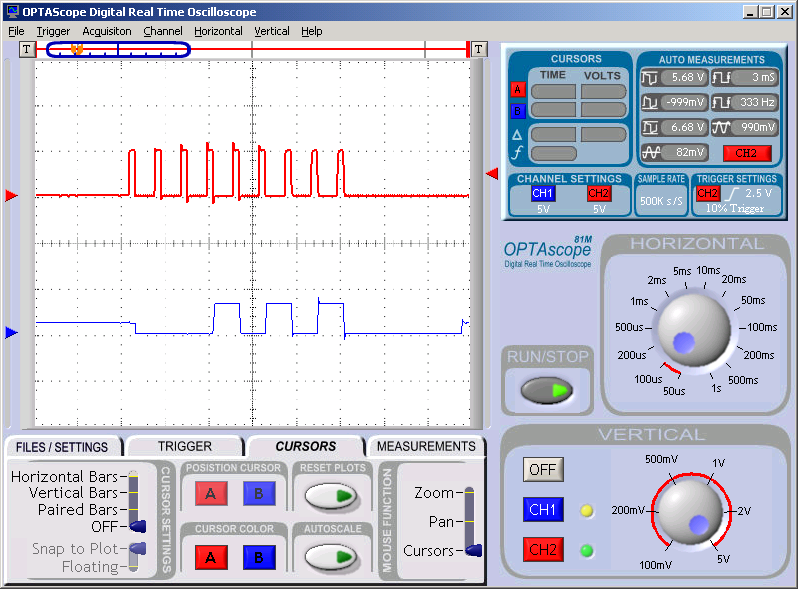 OPTAScope Digital Real Time Oscilloscope
File Trigger Acquisiton Channel Horizontal Vertical Help
T T
CURSORS
TIME VOLTS
A
B
Δ
f
AUTO MEASUREMENTS
5.68 V 3 mS
-999mV 333 Hz
6.68 V 990mV
82mV CH2
CHANNEL SETTINGS
CH1 CH2
5V 5V
SAMPLE RATE
500K s/S
TRIGGER SETTINGS
CH2 2.5 V
10% Trigger
81M
OPTAscope
Digital Real Time Oscilloscope
HORIZONTAL
5mS 10ms
2ms 20ms
1ms 50ms
500us 100ms
200us 200ms
100us 500ms
50us 1s
RUN/STOP
VERTICAL
OFF
CH1
CH2
500mV 1V
200mV 2V
100mV 5V
FILES / SETTINGS TRIGGER CURSORS MEASUREMENTS
Horizontal Bars
Vertical Bars
Paired Bars
OFF
Snap to Plot
Floating
CURSOR SETTINGS
POSISTION CURSOR
A B
CURSOR COLOR
A B
RESET PLOTS
AUTOSCALE
MOUSE FUNCTION
Zoom
Pan
Cursors